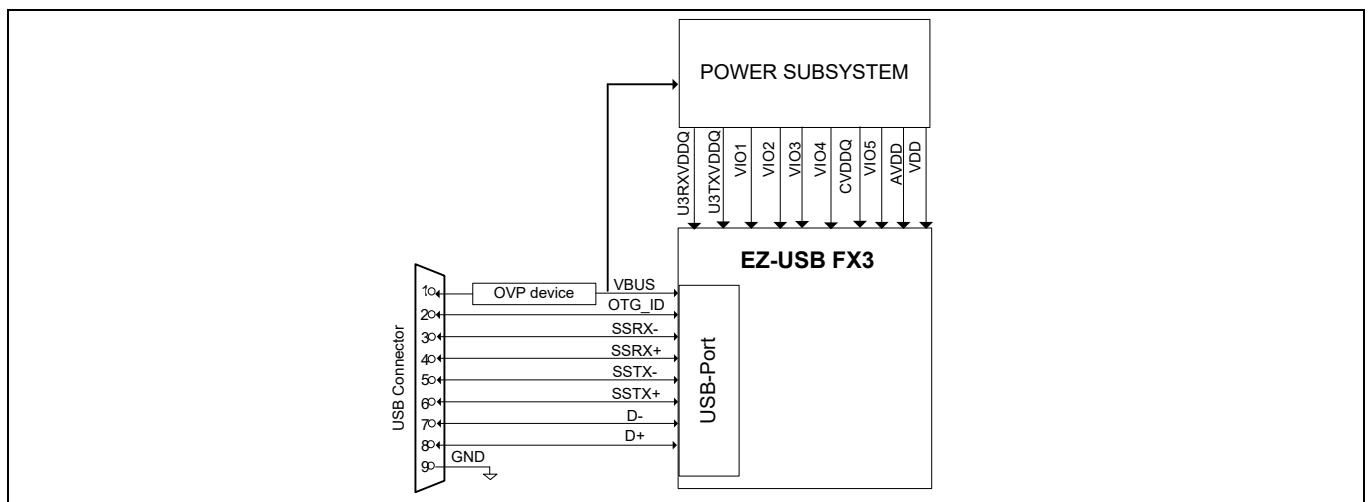 POWER SUBSYSTEM
U3RXVDDQ
U3TXVDDQ
VIO1
VIO2
VIO3
VIO4
CVDDQ
VIO5
AVDD
VDD
EZ-USB FX3
USB-Port
USB Connector
1
OVP device
VBUS
2
OTG_ID
3
SSRX-
4
SSRX+
5
SSTX-
6
SSTX+
7
D-
8
D+
9
GND